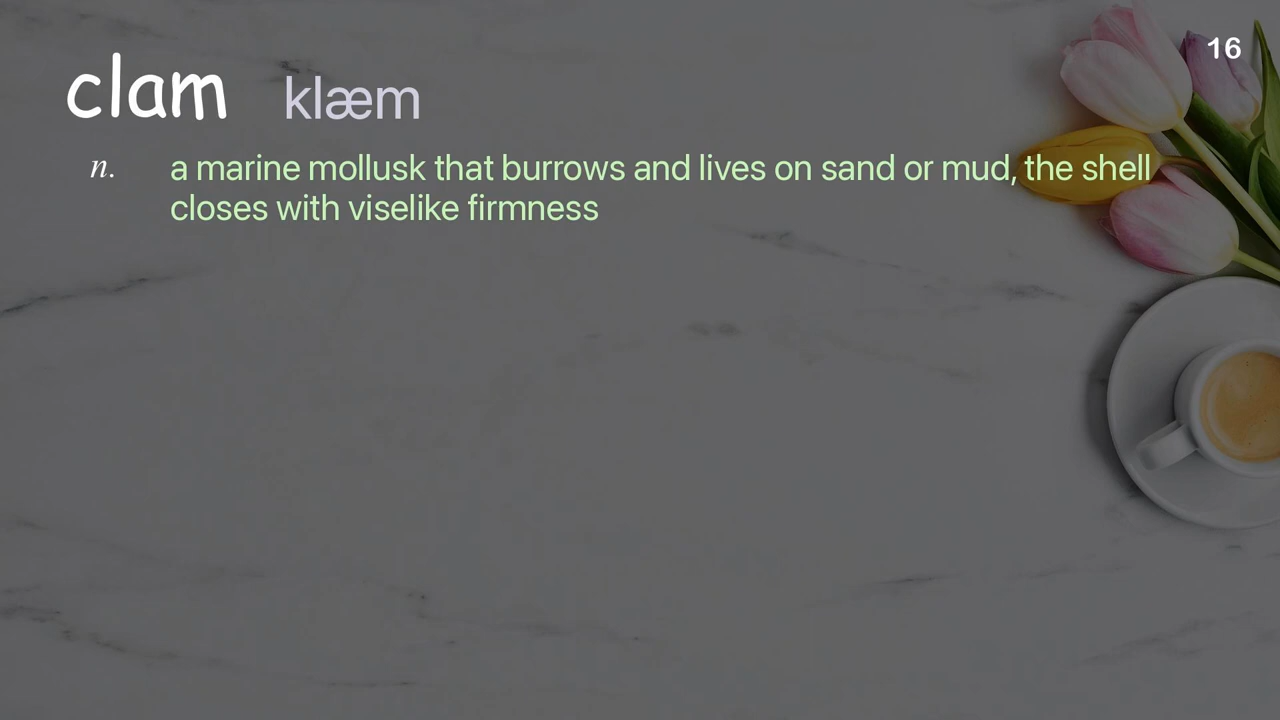 16
clam klæm
n. a marine mollusk that burrows and lives on sand or mud, the shell
closes with viselike firmness